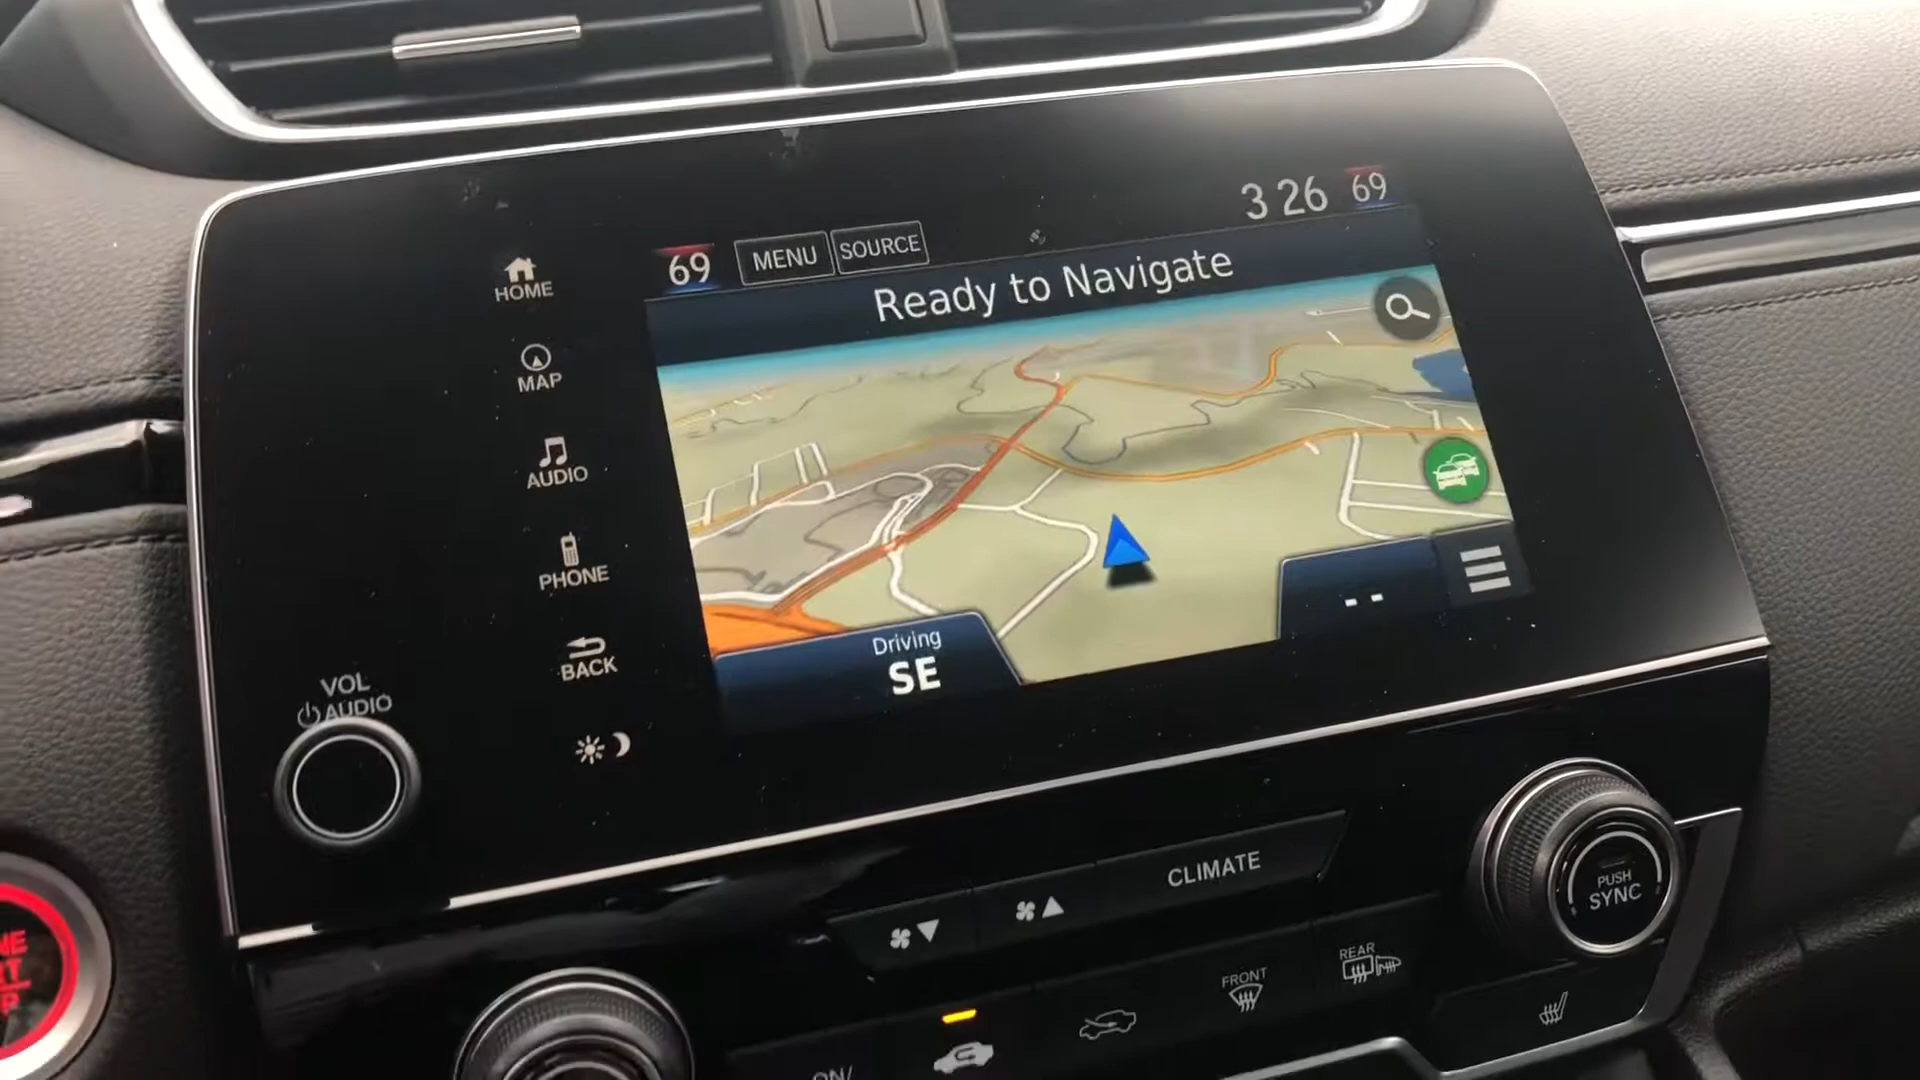 3 26 69
69 MENU SOURCE
Ready to Navigate
HOME
MAP
AUDIO
PHONE
BACK
VOL
AUDIO
Driving
SE
- -
CLIMATE
PUSH
SYNC
REAR
FRONT
ON/